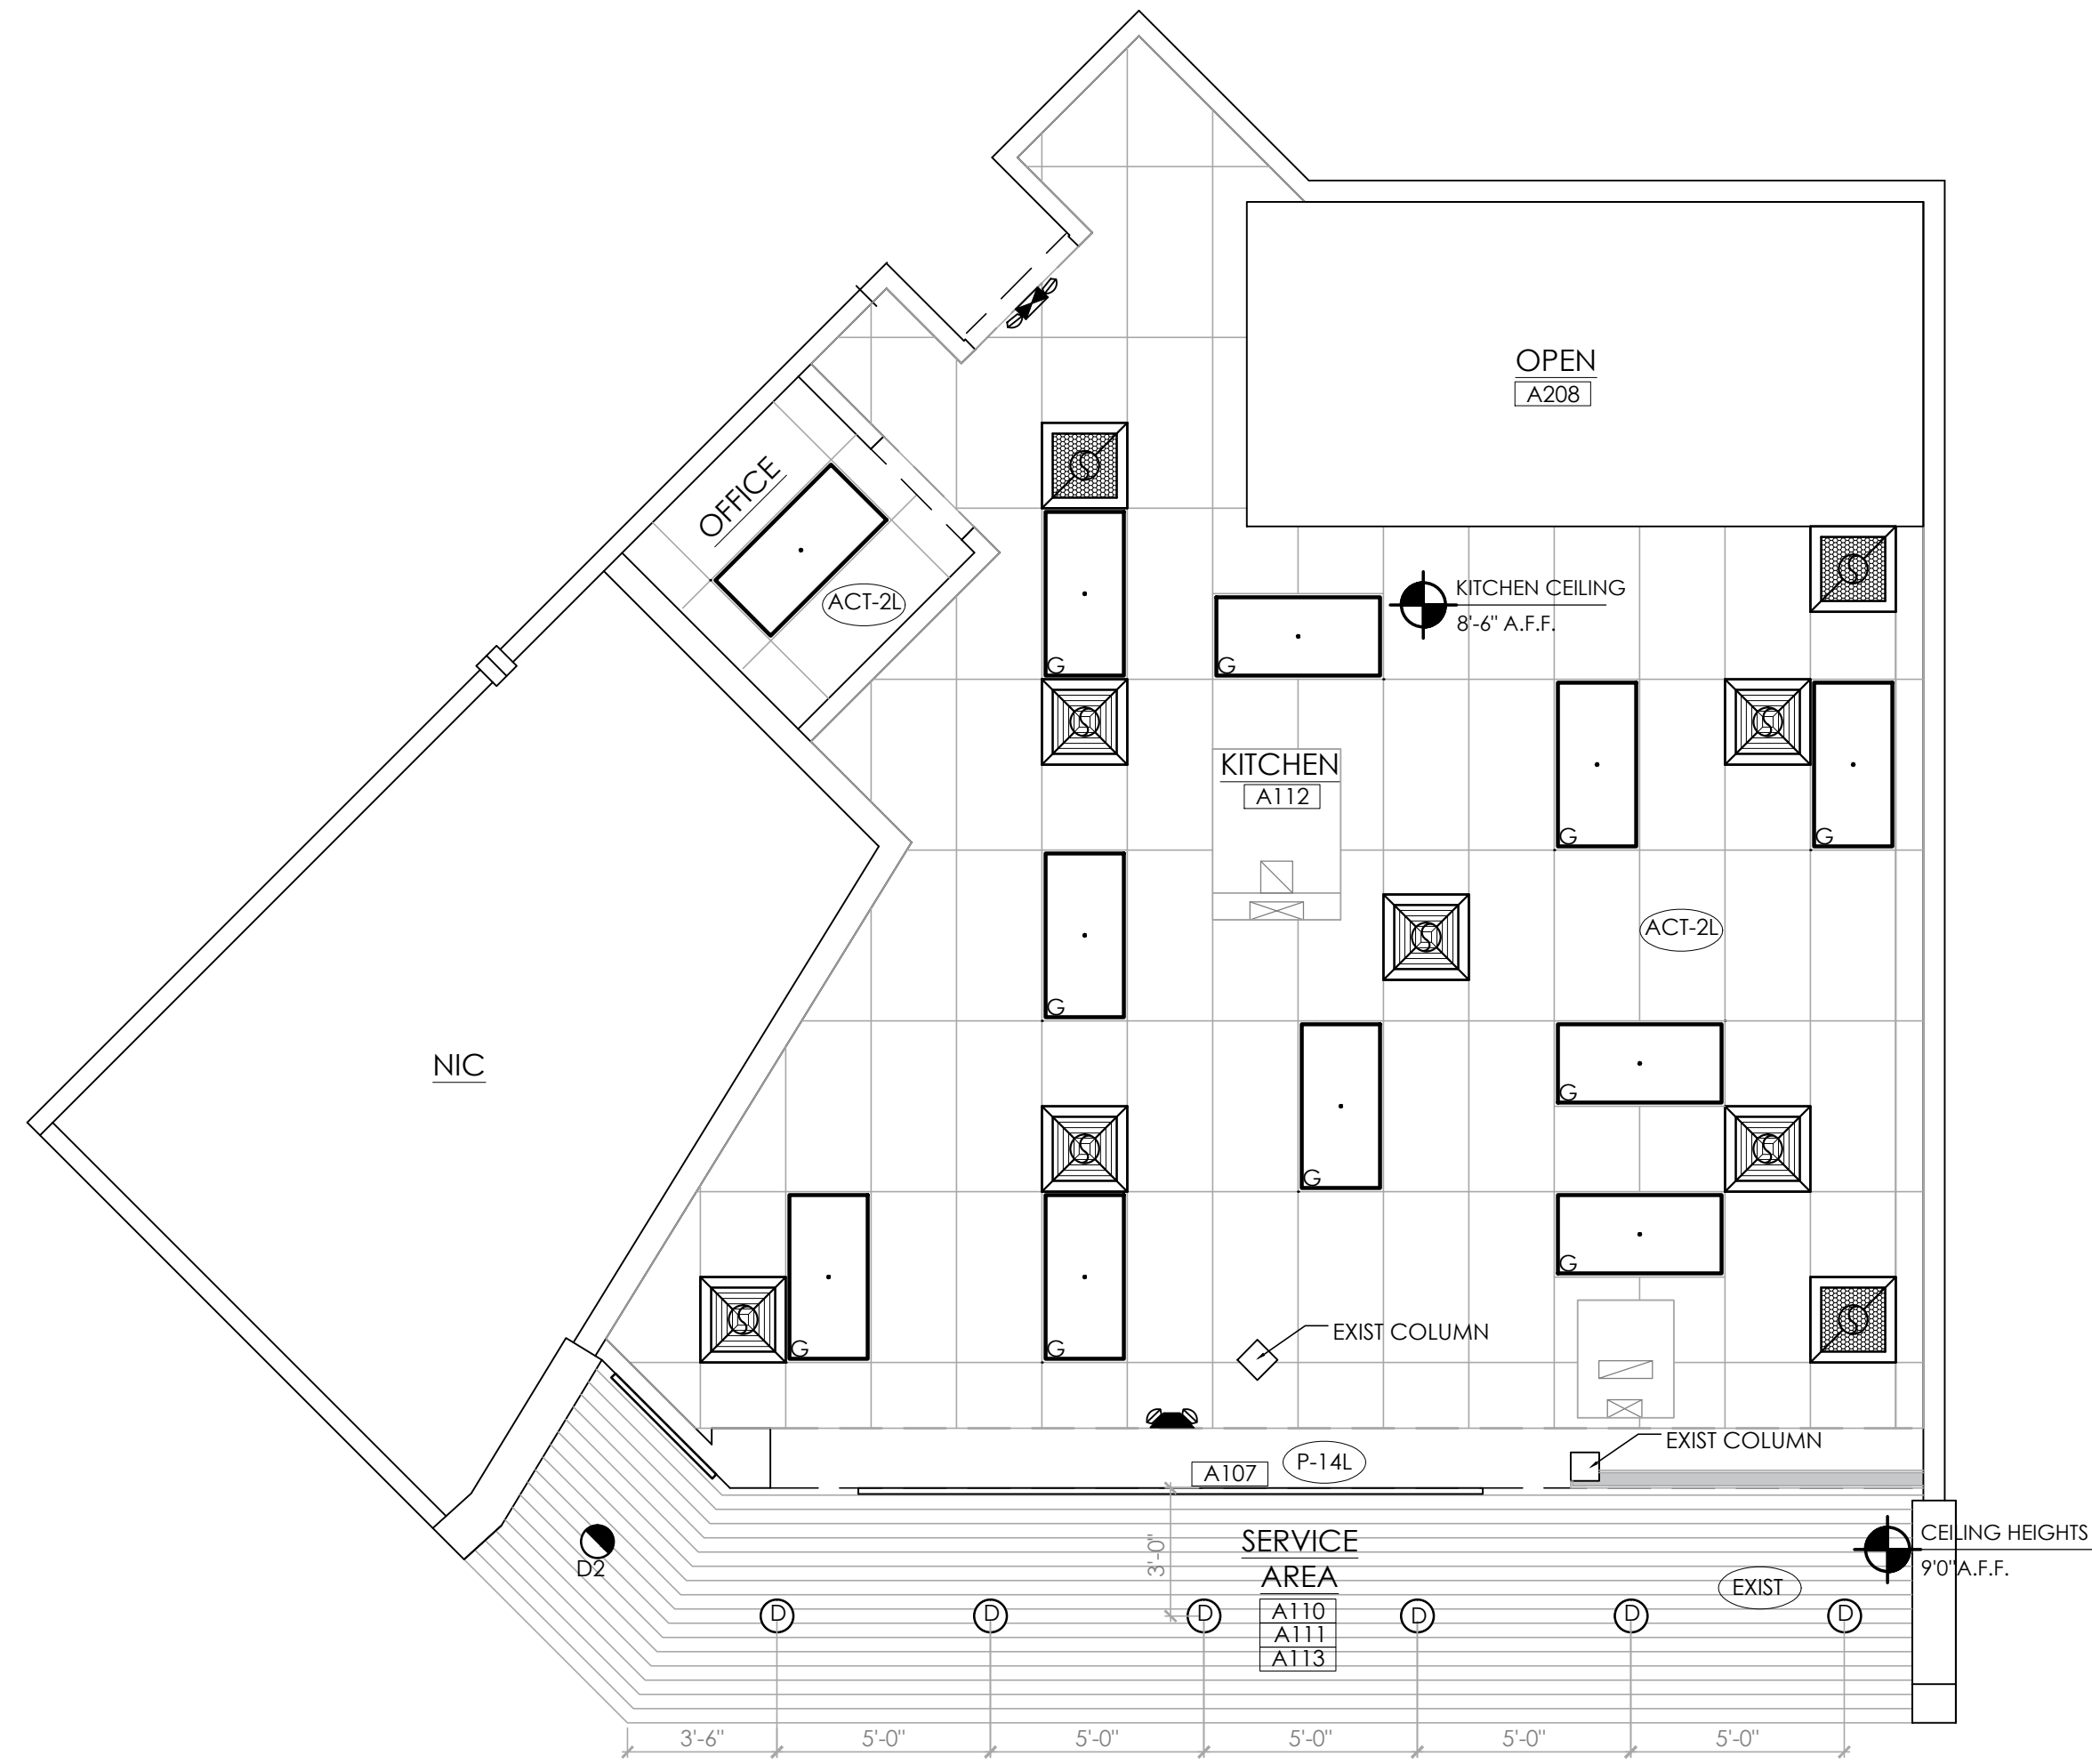 OPEN
A208
OFFICE
ACT-2L
KITCHEN CEILING
8'-6" A.F.F.
G
G
KITCHEN
A112
G
G
ACT-2L
G
NIC
G
G
G
G
G
EXIST COLUMN
EXIST COLUMN
P-14L
A107
SERVICE
AREA
A110
A111
A113
3'-0"
CEILING HEIGHTS
9'0"A.F.F.
EXIST
D2
D
D
D
D
D
D
3'-6"
5'-0"
5'-0"
5'-0"
5'-0"
5'-0"
S
S
S
S
S
S
S
S
S